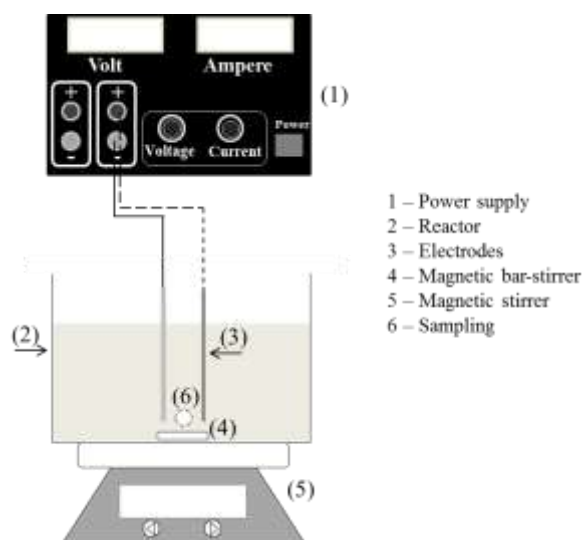 Volt Ampere
(1)
+ +
Power
- -
Voltage Current
1 – Power supply
2 – Reactor
3 – Electrodes
4 – Magnetic bar-stirrer
5 – Magnetic stirrer
6 – Sampling
(2)
(3)
(6)
(4)
(5)